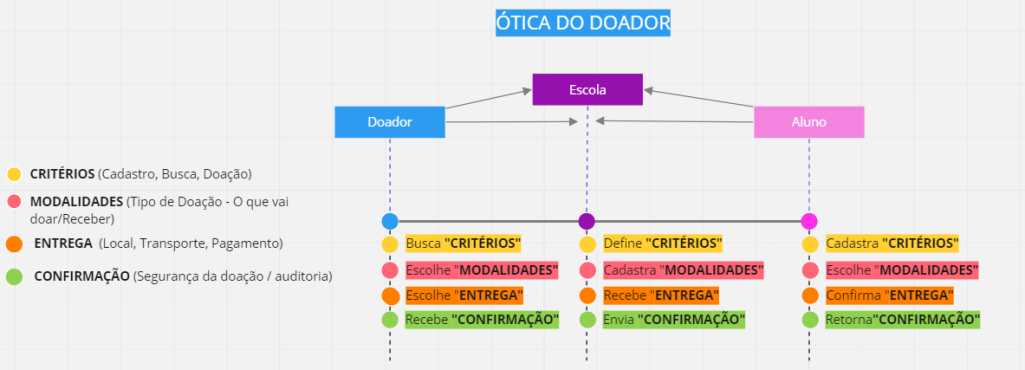 ÓTICA DO DOADOR
Escola
Doador
Aluno
CRITÉRIOS (Cadastro, Busca, Doação)
MODALIDADES (Tipo de Doação - O que vai
doar/Receber)
ENTREGA (Local, Transporte, Pagamento)
CONFIRMAÇÃO (Segurança da doação / auditoria)
Busca "CRITÉRIOS"
Escolhe "MODALIDADES"
Escolhe "ENTREGA"
Recebe "CONFIRMAÇÃO"
Define "CRITÉRIOS"
Cadastra "MODALIDADES"
Recebe "ENTREGA"
Envia "CONFIRMAÇÃO"
Cadastra "CRITÉRIOS"
Escolhe "MODALIDADES"
Confirma "ENTREGA"
Retorna"CONFIRMAÇÃO"